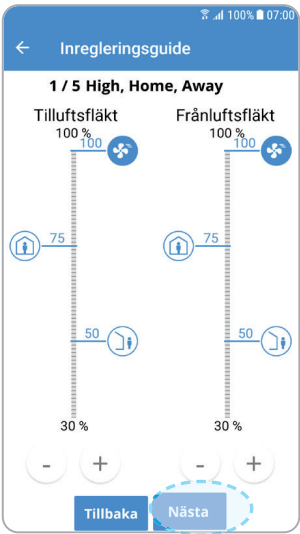 100% 07:00
Inregleringsguide
1 / 5 High, Home, Away
Tilluftsfläkt Frånluftsfläkt
100 % 100 %
100 100
75 75
50 50
30 % 30 %
- + - +
Tillbaka Nästa